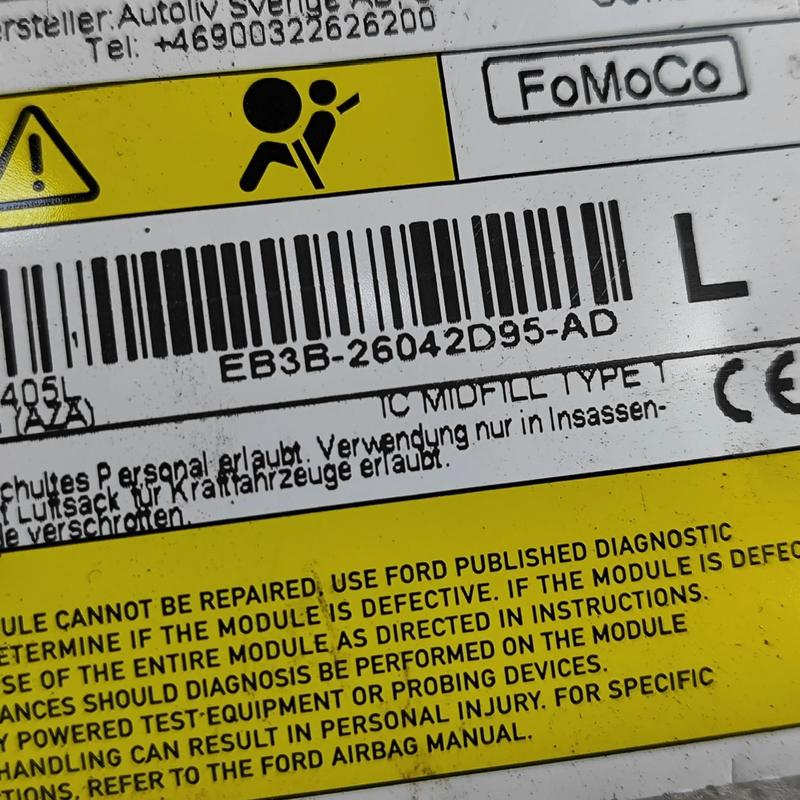 ersteller: Autoliv Sverige
Tel: +46900322626200
FoMoCo
L
EB3B-26042D95-AD
405L
(AZA)
IC MIDFILL TYPE 1
CE
chultes Personal erlaubt. Verwendung nur in Insassen-
f Luftsack für Kraftfahrzeuge erlaubt.
de verschrotten.
ULE CANNOT BE REPAIRED, USE FORD PUBLISHED DIAGNOSTIC
ETERMINE IF THE MODULE IS DEFECTIVE. IF THE MODULE IS DEFEC
SE OF THE ENTIRE MODULE AS DIRECTED IN INSTRUCTIONS.
ANCES SHOULD DIAGNOSIS BE PERFORMED ON THE MODULE
Y POWERED TEST-EQUIPMENT OR PROBING DEVICES.
HANDLING CAN RESULT IN PERSONAL INJURY. FOR SPECIFIC
TIONS, REFER TO THE FORD AIRBAG MANUAL.